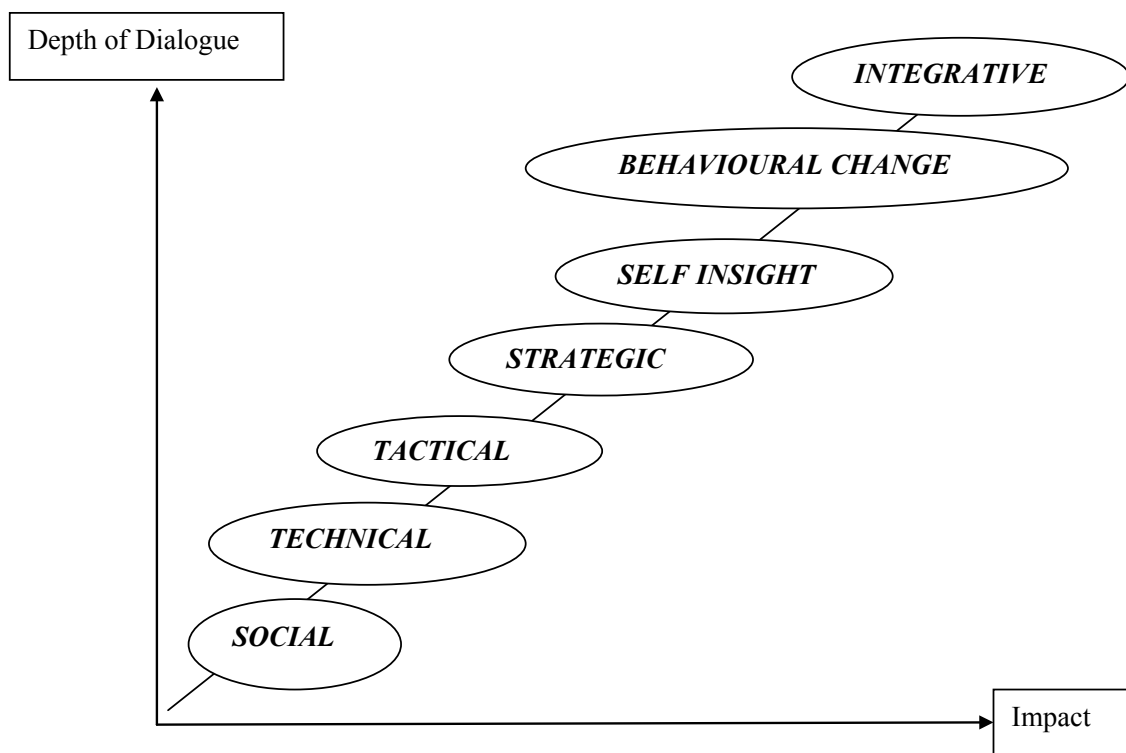 Depth of Dialogue
INTEGRATIVE
BEHAVIOURAL CHANGE
SELF INSIGHT
STRATEGIC
TACTICAL
TECHNICAL
SOCIAL
Impact